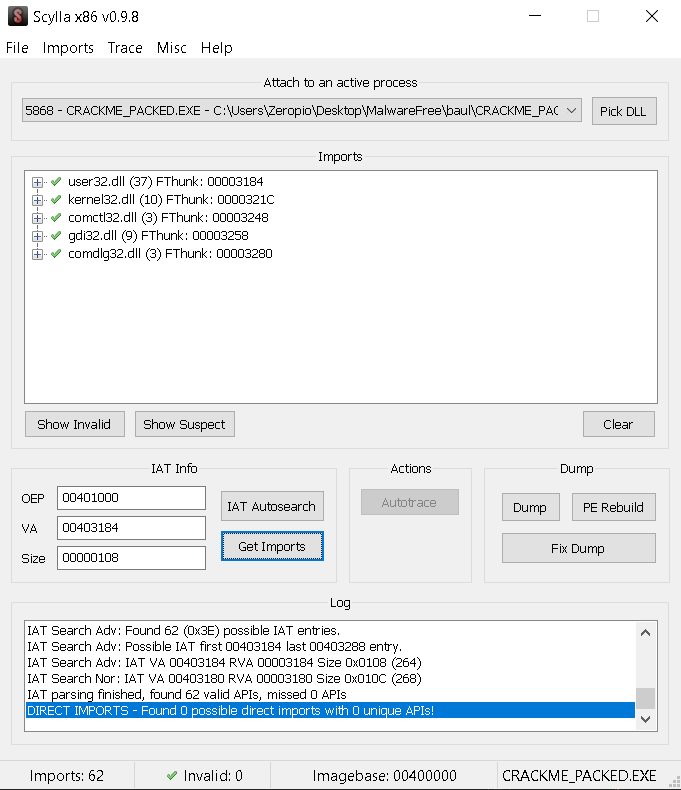 Scylla x86 v0.9.8
File Imports Trace Misc Help
Attach to an active process
5868 - CRACKME_PACKED.EXE - C:\Users\Zeropio\Desktop\MalwareFree\baul\CRACKME_PAC
Pick DLL
Imports
user32.dll (37) FThunk: 00003184
kernel32.dll (10) FThunk: 0000321C
comctl32.dll (3) FThunk: 00003248
gdi32.dll (9) FThunk: 00003258
comdlg32.dll (3) FThunk: 00003280
Show Invalid Show Suspect Clear
IAT Info
OEP 00401000
VA 00403184
Size 00000108
IAT Autosearch
Get Imports
Actions
Autotrace
Dump
Dump PE Rebuild
Fix Dump
Log
IAT Search Adv: Found 62 (0x3E) possible IAT entries.
IAT Search Adv: Possible IAT first 00403184 last 00403288 entry.
IAT Search Adv: IAT VA 00403184 RVA 00003184 Size 0x0108 (264)
IAT Search Nor: IAT VA 00403180 RVA 00003180 Size 0x010C (268)
IAT parsing finished, found 62 valid APIs, missed 0 APIs
DIRECT IMPORTS - Found 0 possible direct imports with 0 unique APIs!
Imports: 62 Invalid: 0 Imagebase: 00400000 CRACKME_PACKED.EXE